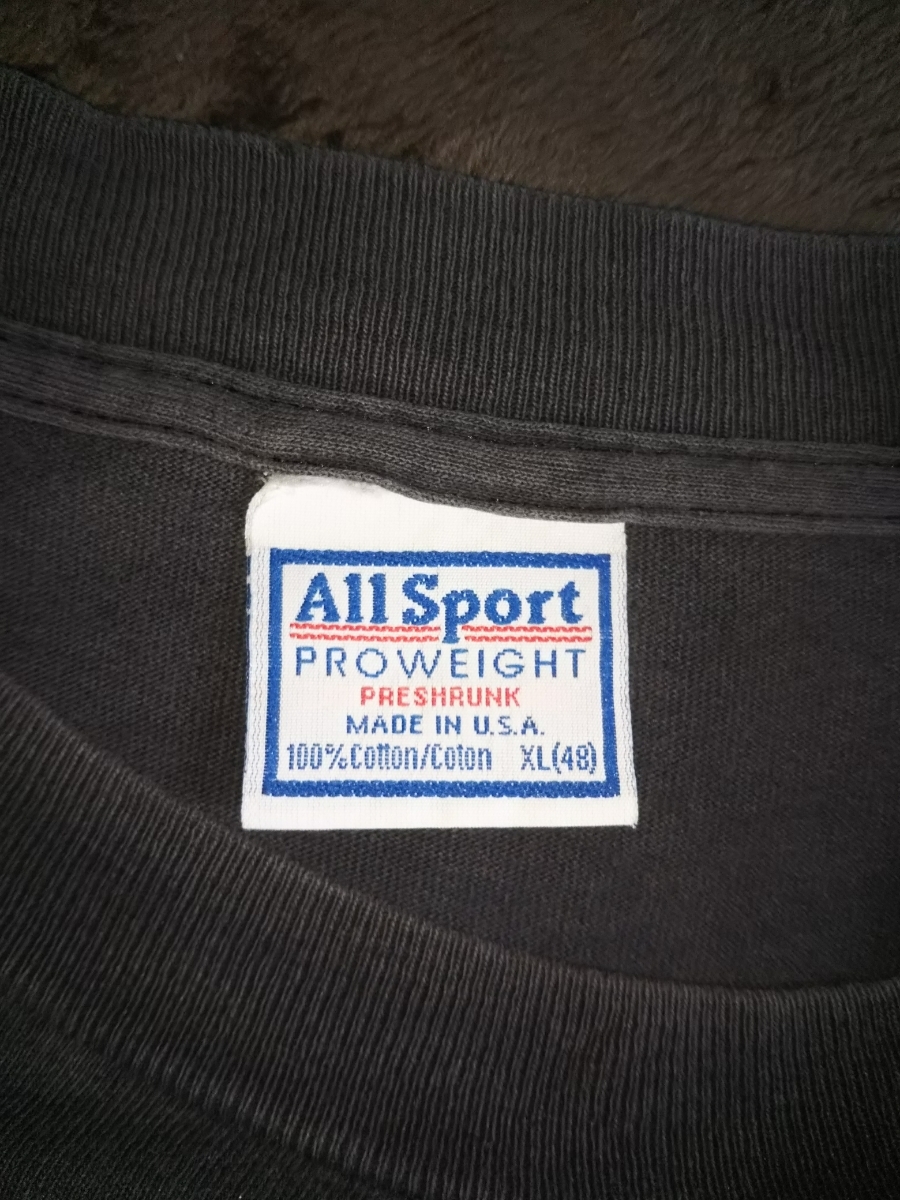 All Sport
PROWEIGHT
PRESHRUNK
MADE IN U.S.A.
100% Cotton/Coton XL(48)